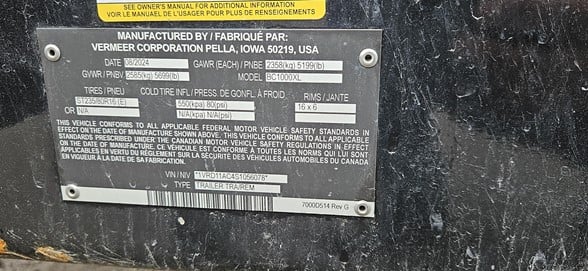 SEE OWNER'S MANUAL FOR MORE INFORMATION
VOIR LE MANUEL DE L'USAGER POUR PLUS DE RENSEIGNEMENTS
MANUFACTURED BY / FABRIQUÉ PAR:
VERMEER CORPORATION PELLA, IOWA 50219, USA
08/2024 GAWR (EACH) / PNBE 2358(kg) 5199(lb)
GVWR / PNBV 2585(kg) 5699(lb) MODEL BC1000XL
TIRES / PNEU COLD TIRE INFL. PRESS./ PRESS. DE GONFL.À FROID RIMS / JANTE
ST235/80R16 (E) 550(kpa) 80(psi) 16 x 6
OR / OU N/A N/A(kpa) N/A(psi)
THIS VEHICLE CONFORMS TO ALL APPLICABLE FEDERAL MOTOR VEHICLE SAFETY STANDARDS IN
EFFECT ON THE DATE OF MANUFACTURE SHOWN ABOVE. THIS VEHICLE CONFORMS TO ALL APPLICABLE
STANDARDS PRESCRIBED UNDER THE CANADIAN MOTOR VEHICLE SAFETY REGULATIONS IN EFFECT
ON THE DATE OF MANUFACTURE. CE VÉHICULE EST CONFORME À TOUTES LES NORMES QUI LUI SONT
APPLICABLES EN VERTU DU RÈGLEMENT SUR LA SÉCURITÉ DES VÉHICULES AUTOMOBILES DU CANADA
EN VIGUEUR À LA DATE DE SA FABRICATION.
VIN / NIV *1VRD11AC4S1056078*
TYPE TRAILER TRA/REM
7000D514 Rev G